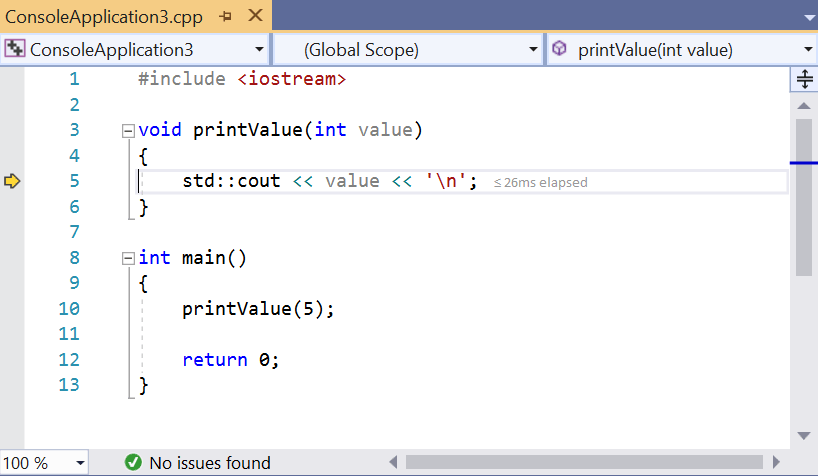 ConsoleApplication3.cpp
ConsoleApplication3 (Global Scope) printValue(int value)
1 #include <iostream>
2
3 void printValue(int value)
4 {
5 std::cout << value << '\n'; ≤ 26ms elapsed
6 }
7
8 int main()
9 {
10 printValue(5);
11
12 return 0;
13 }
100 % No issues found